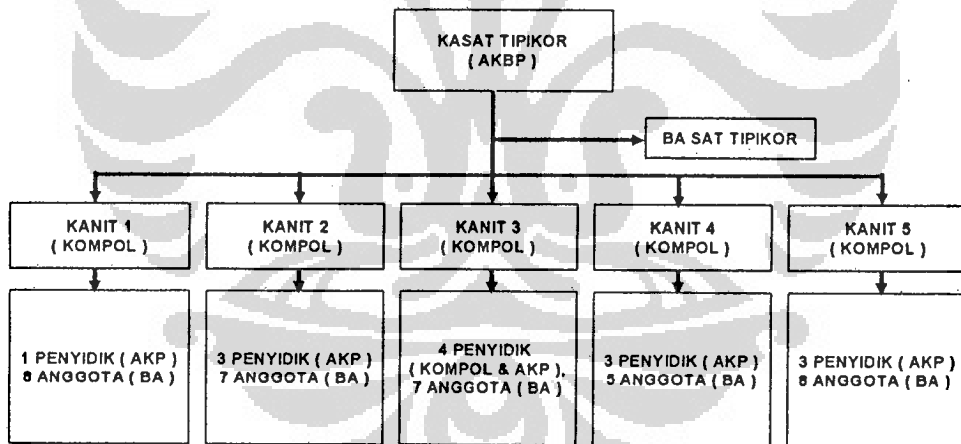 KASAT TIPIKOR
( AKBP )
BA SAT TIPIKOR
KANIT 1
( KOMPOL )
KANIT 2
( KOMPOL )
KANIT 3
( KOMPOL )
KANIT 4
( KOMPOL )
KANIT 5
( KOMPOL )
1 PENYIDIK ( AKP )
8 ANGGOTA ( BA )
3 PENYIDIK ( AKP )
7 ANGGOTA ( BA )
4 PENYIDIK
( KOMPOL & AKP ),
7 ANGGOTA ( BA )
3 PENYIDIK ( AKP )
5 ANGGOTA ( BA )
3 PENYIDIK ( AKP )
8 ANGGOTA ( BA )